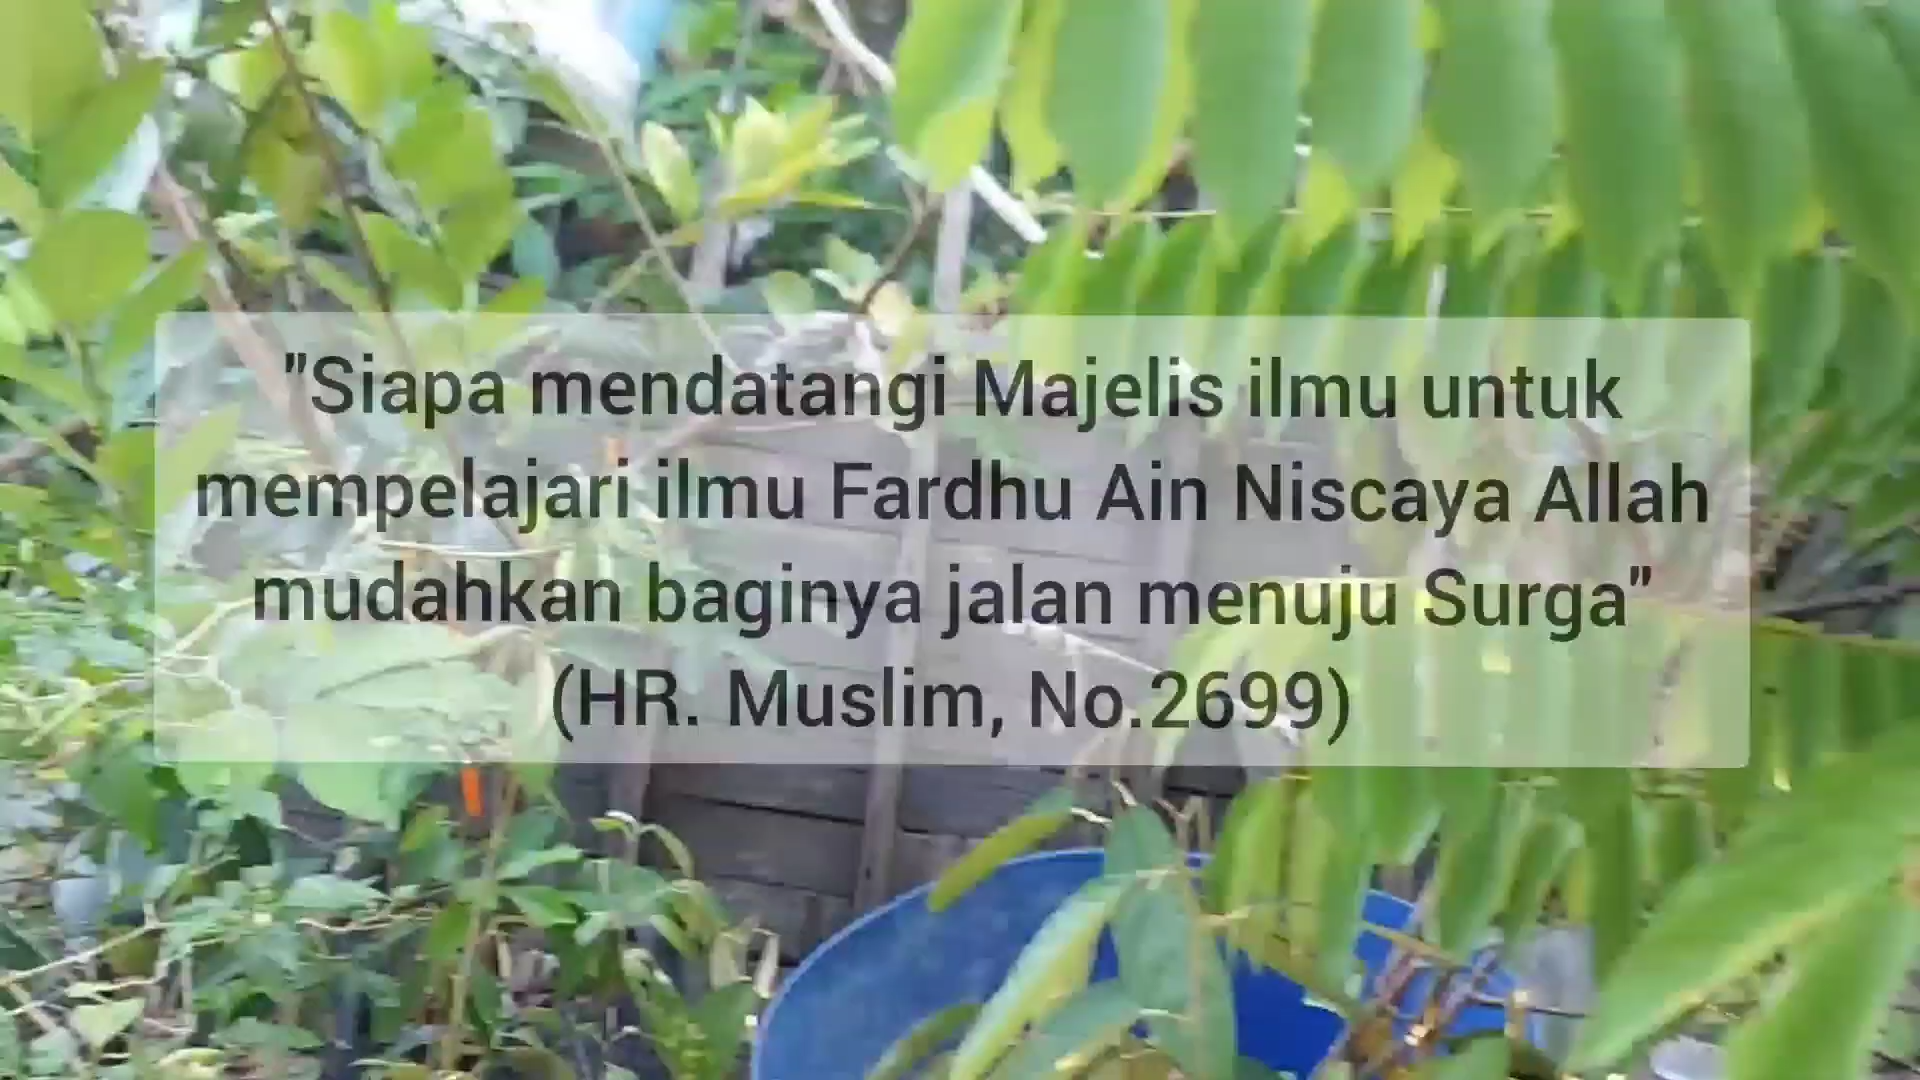 "Siapa mendatangi Majelis ilmu untuk
mempelajari ilmu Fardhu Ain Niscaya Allah
mudahkan baginya jalan menuju Surga"
(HR. Muslim, No.2699)